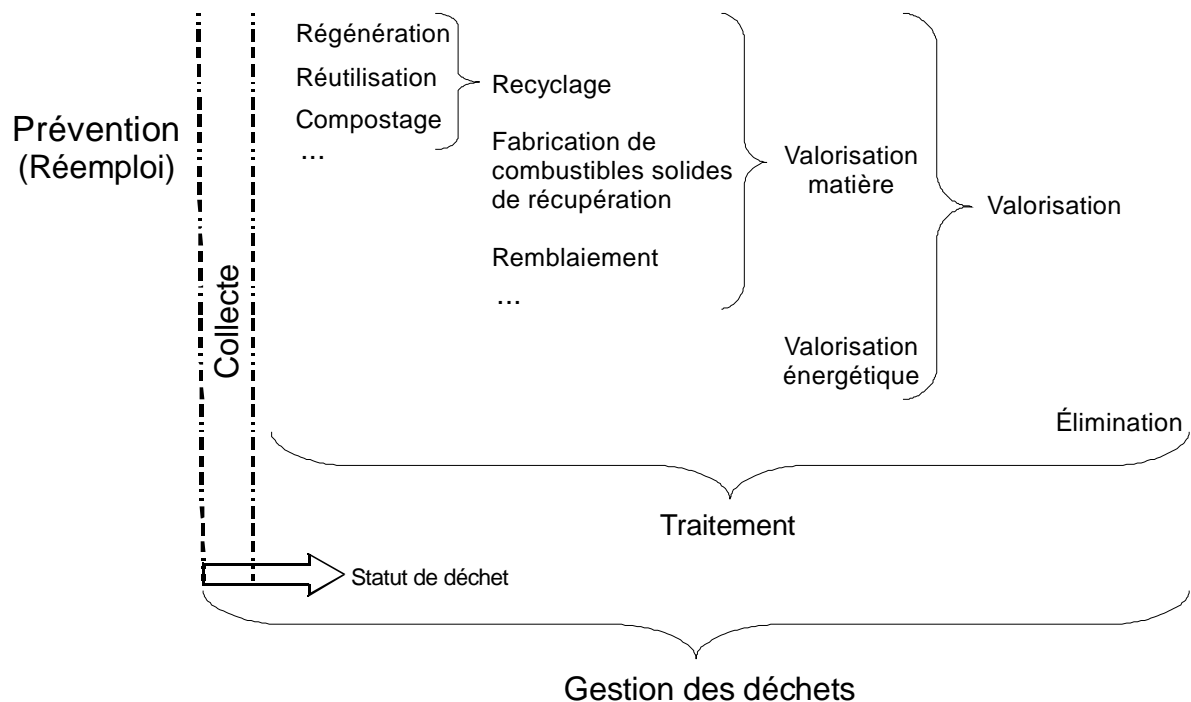 Prévention
(Réemploi)
Collecte
Régénération
Réutilisation
Compostage
...
Recyclage
Fabrication de
combustibles solides
de récupération
Remblaiement
...
Valorisation
matière
Valorisation
énergétique
Valorisation
Élimination
Traitement
Statut de déchet
Gestion des déchets